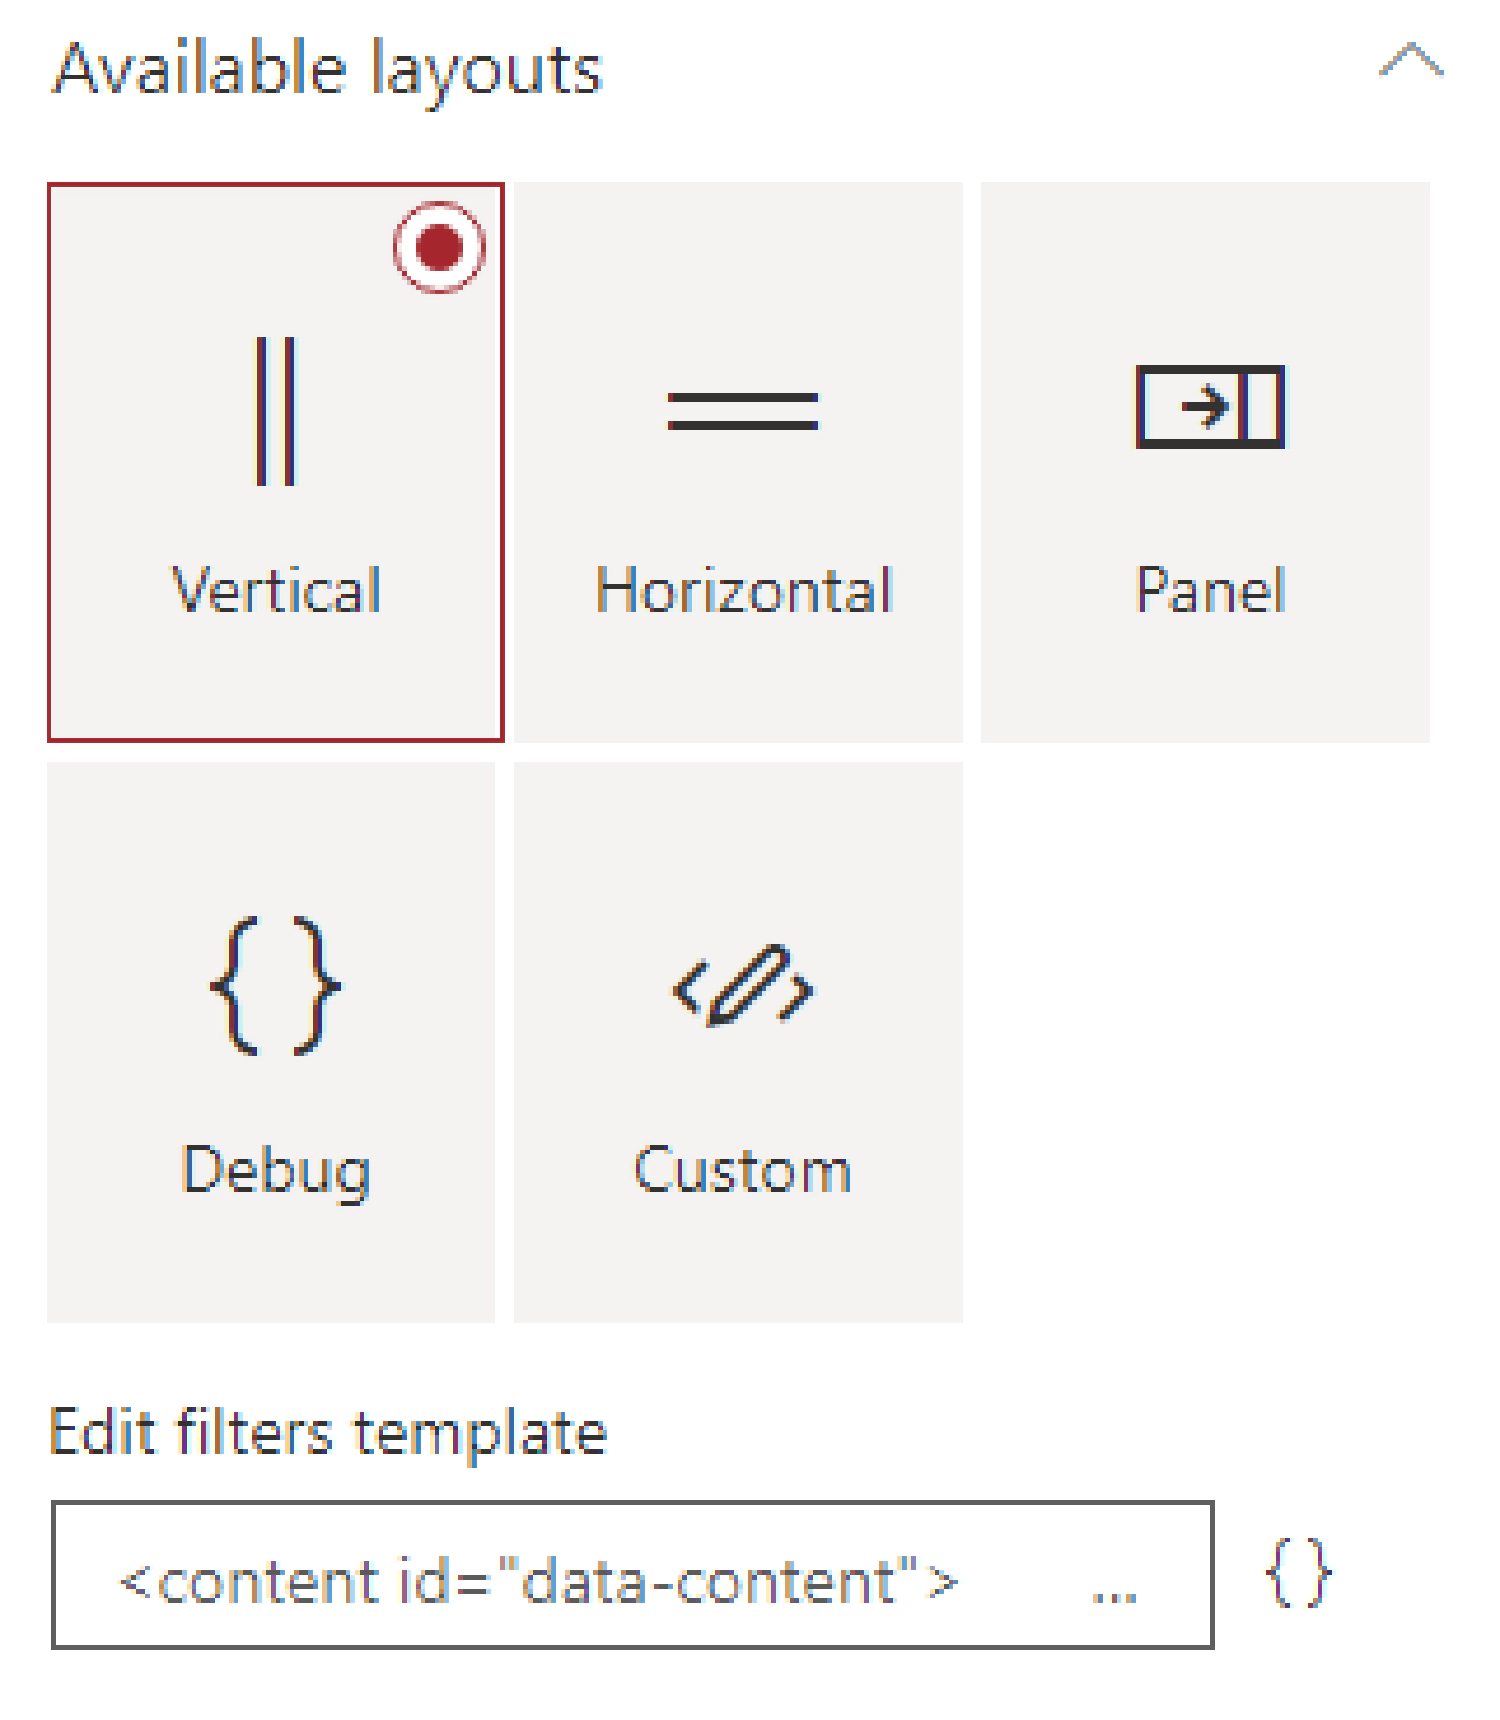 Available layouts
Vertical
Horizontal
Panel
Debug
Custom
Edit filters template
<content id="data-content"> ...
{}